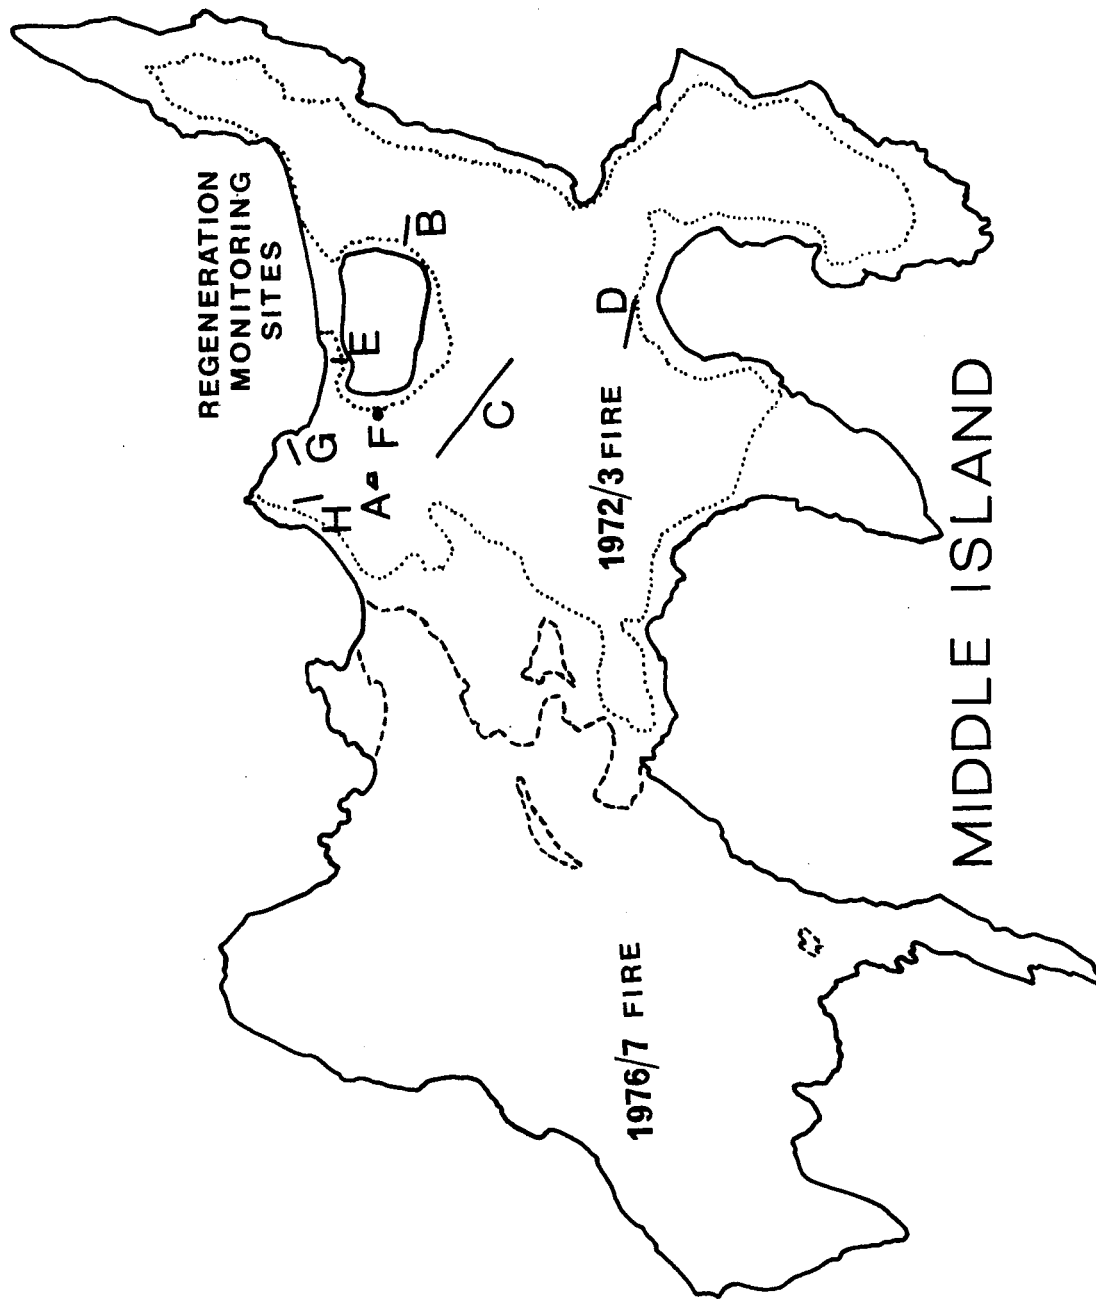 REGENERATION
MONITORING
SITES
G
H
E
F
A
B
C
D
1972/3 FIRE
1976/7 FIRE
MIDDLE ISLAND